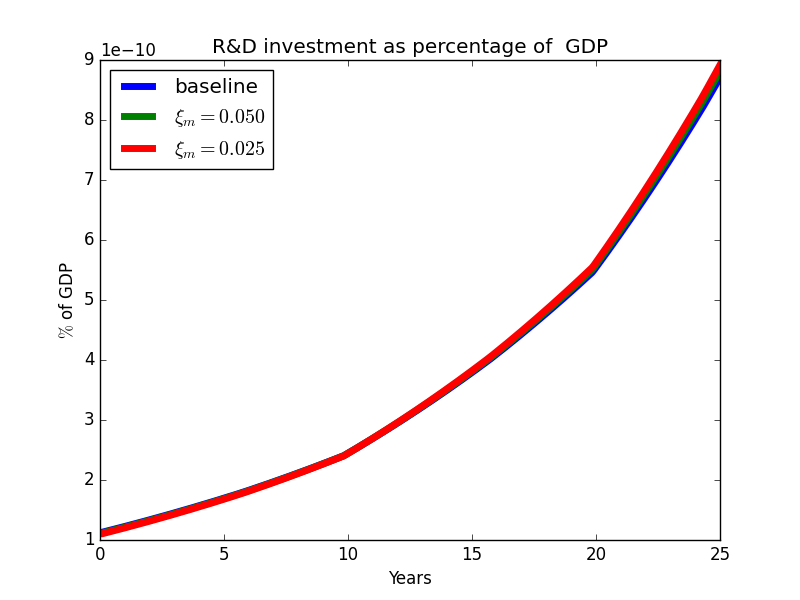 R&D investment as percentage of  GDP
1e−10
baseline
ξm = 0.050
ξm = 0.025
9
8
7
6
5
4
3
2
1
% of GDP
0 5 10 15 20 25
Years